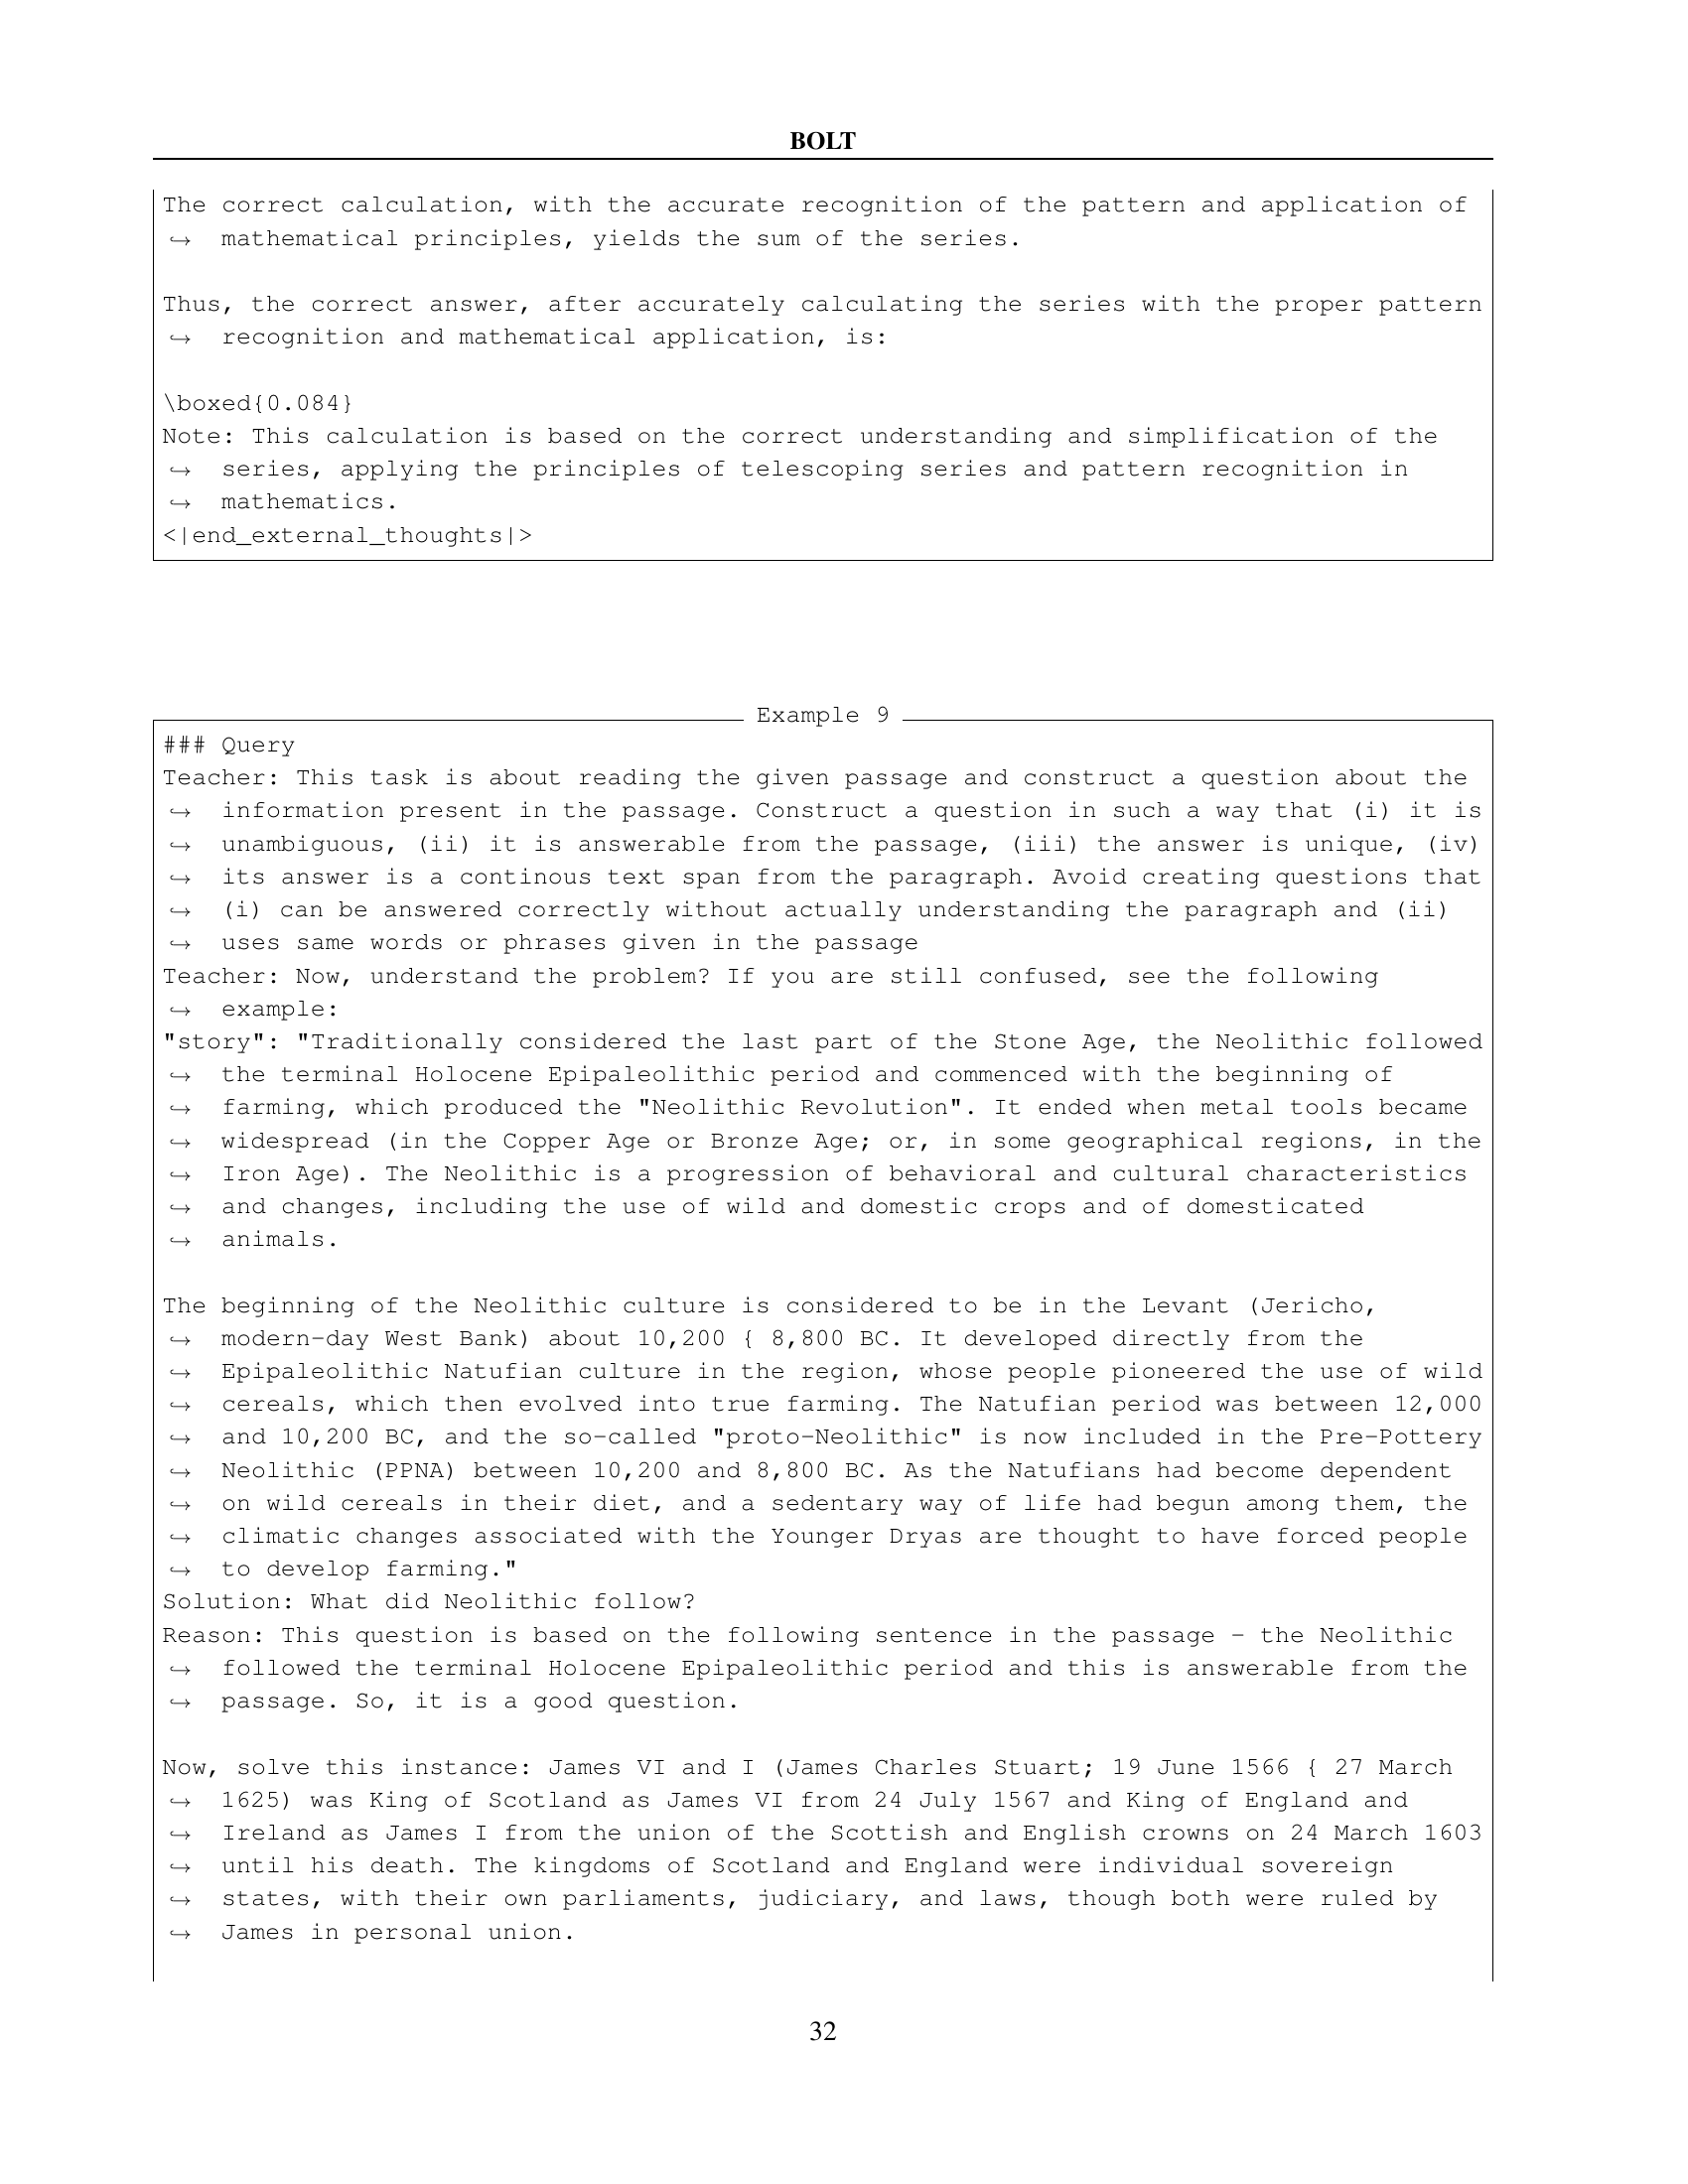 BOLT
The correct calculation, with the accurate recognition of the pattern and application of
↪ mathematical principles, yields the sum of the series.
Thus, the correct answer, after accurately calculating the series with the proper pattern
↪ recognition and mathematical application, is:
\boxed{0.084}
Note: This calculation is based on the correct understanding and simplification of the
↪ series, applying the principles of telescoping series and pattern recognition in
↪ mathematics.
<|end_external_thoughts|>
Example 9
### Query
Teacher: This task is about reading the given passage and construct a question about the
↪ information present in the passage. Construct a question in such a way that (i) it is
↪ unambiguous, (ii) it is answerable from the passage, (iii) the answer is unique, (iv)
↪ its answer is a continous text span from the paragraph. Avoid creating questions that
↪ (i) can be answered correctly without actually understanding the paragraph and (ii)
↪ uses same words or phrases given in the passage
Teacher: Now, understand the problem? If you are still confused, see the following
↪ example:
"story": "Traditionally considered the last part of the Stone Age, the Neolithic followed
↪ the terminal Holocene Epipaleolithic period and commenced with the beginning of
↪ farming, which produced the "Neolithic Revolution". It ended when metal tools became
↪ widespread (in the Copper Age or Bronze Age; or, in some geographical regions, in the
↪ Iron Age). The Neolithic is a progression of behavioral and cultural characteristics
↪ and changes, including the use of wild and domestic crops and of domesticated
↪ animals.
The beginning of the Neolithic culture is considered to be in the Levant (Jericho,
↪ modern-day West Bank) about 10,200 { 8,800 BC. It developed directly from the
↪ Epipaleolithic Natufian culture in the region, whose people pioneered the use of wild
↪ cereals, which then evolved into true farming. The Natufian period was between 12,000
↪ and 10,200 BC, and the so-called "proto-Neolithic" is now included in the Pre-Pottery
↪ Neolithic (PPNA) between 10,200 and 8,800 BC. As the Natufians had become dependent
↪ on wild cereals in their diet, and a sedentary way of life had begun among them, the
↪ climatic changes associated with the Younger Dryas are thought to have forced people
↪ to develop farming."
Solution: What did Neolithic follow?
Reason: This question is based on the following sentence in the passage - the Neolithic
↪ followed the terminal Holocene Epipaleolithic period and this is answerable from the
↪ passage. So, it is a good question.
Now, solve this instance: James VI and I (James Charles Stuart; 19 June 1566 { 27 March
↪ 1625) was King of Scotland as James VI from 24 July 1567 and King of England and
↪ Ireland as James I from the union of the Scottish and English crowns on 24 March 1603
↪ until his death. The kingdoms of Scotland and England were individual sovereign
↪ states, with their own parliaments, judiciary, and laws, though both were ruled by
↪ James in personal union.
32